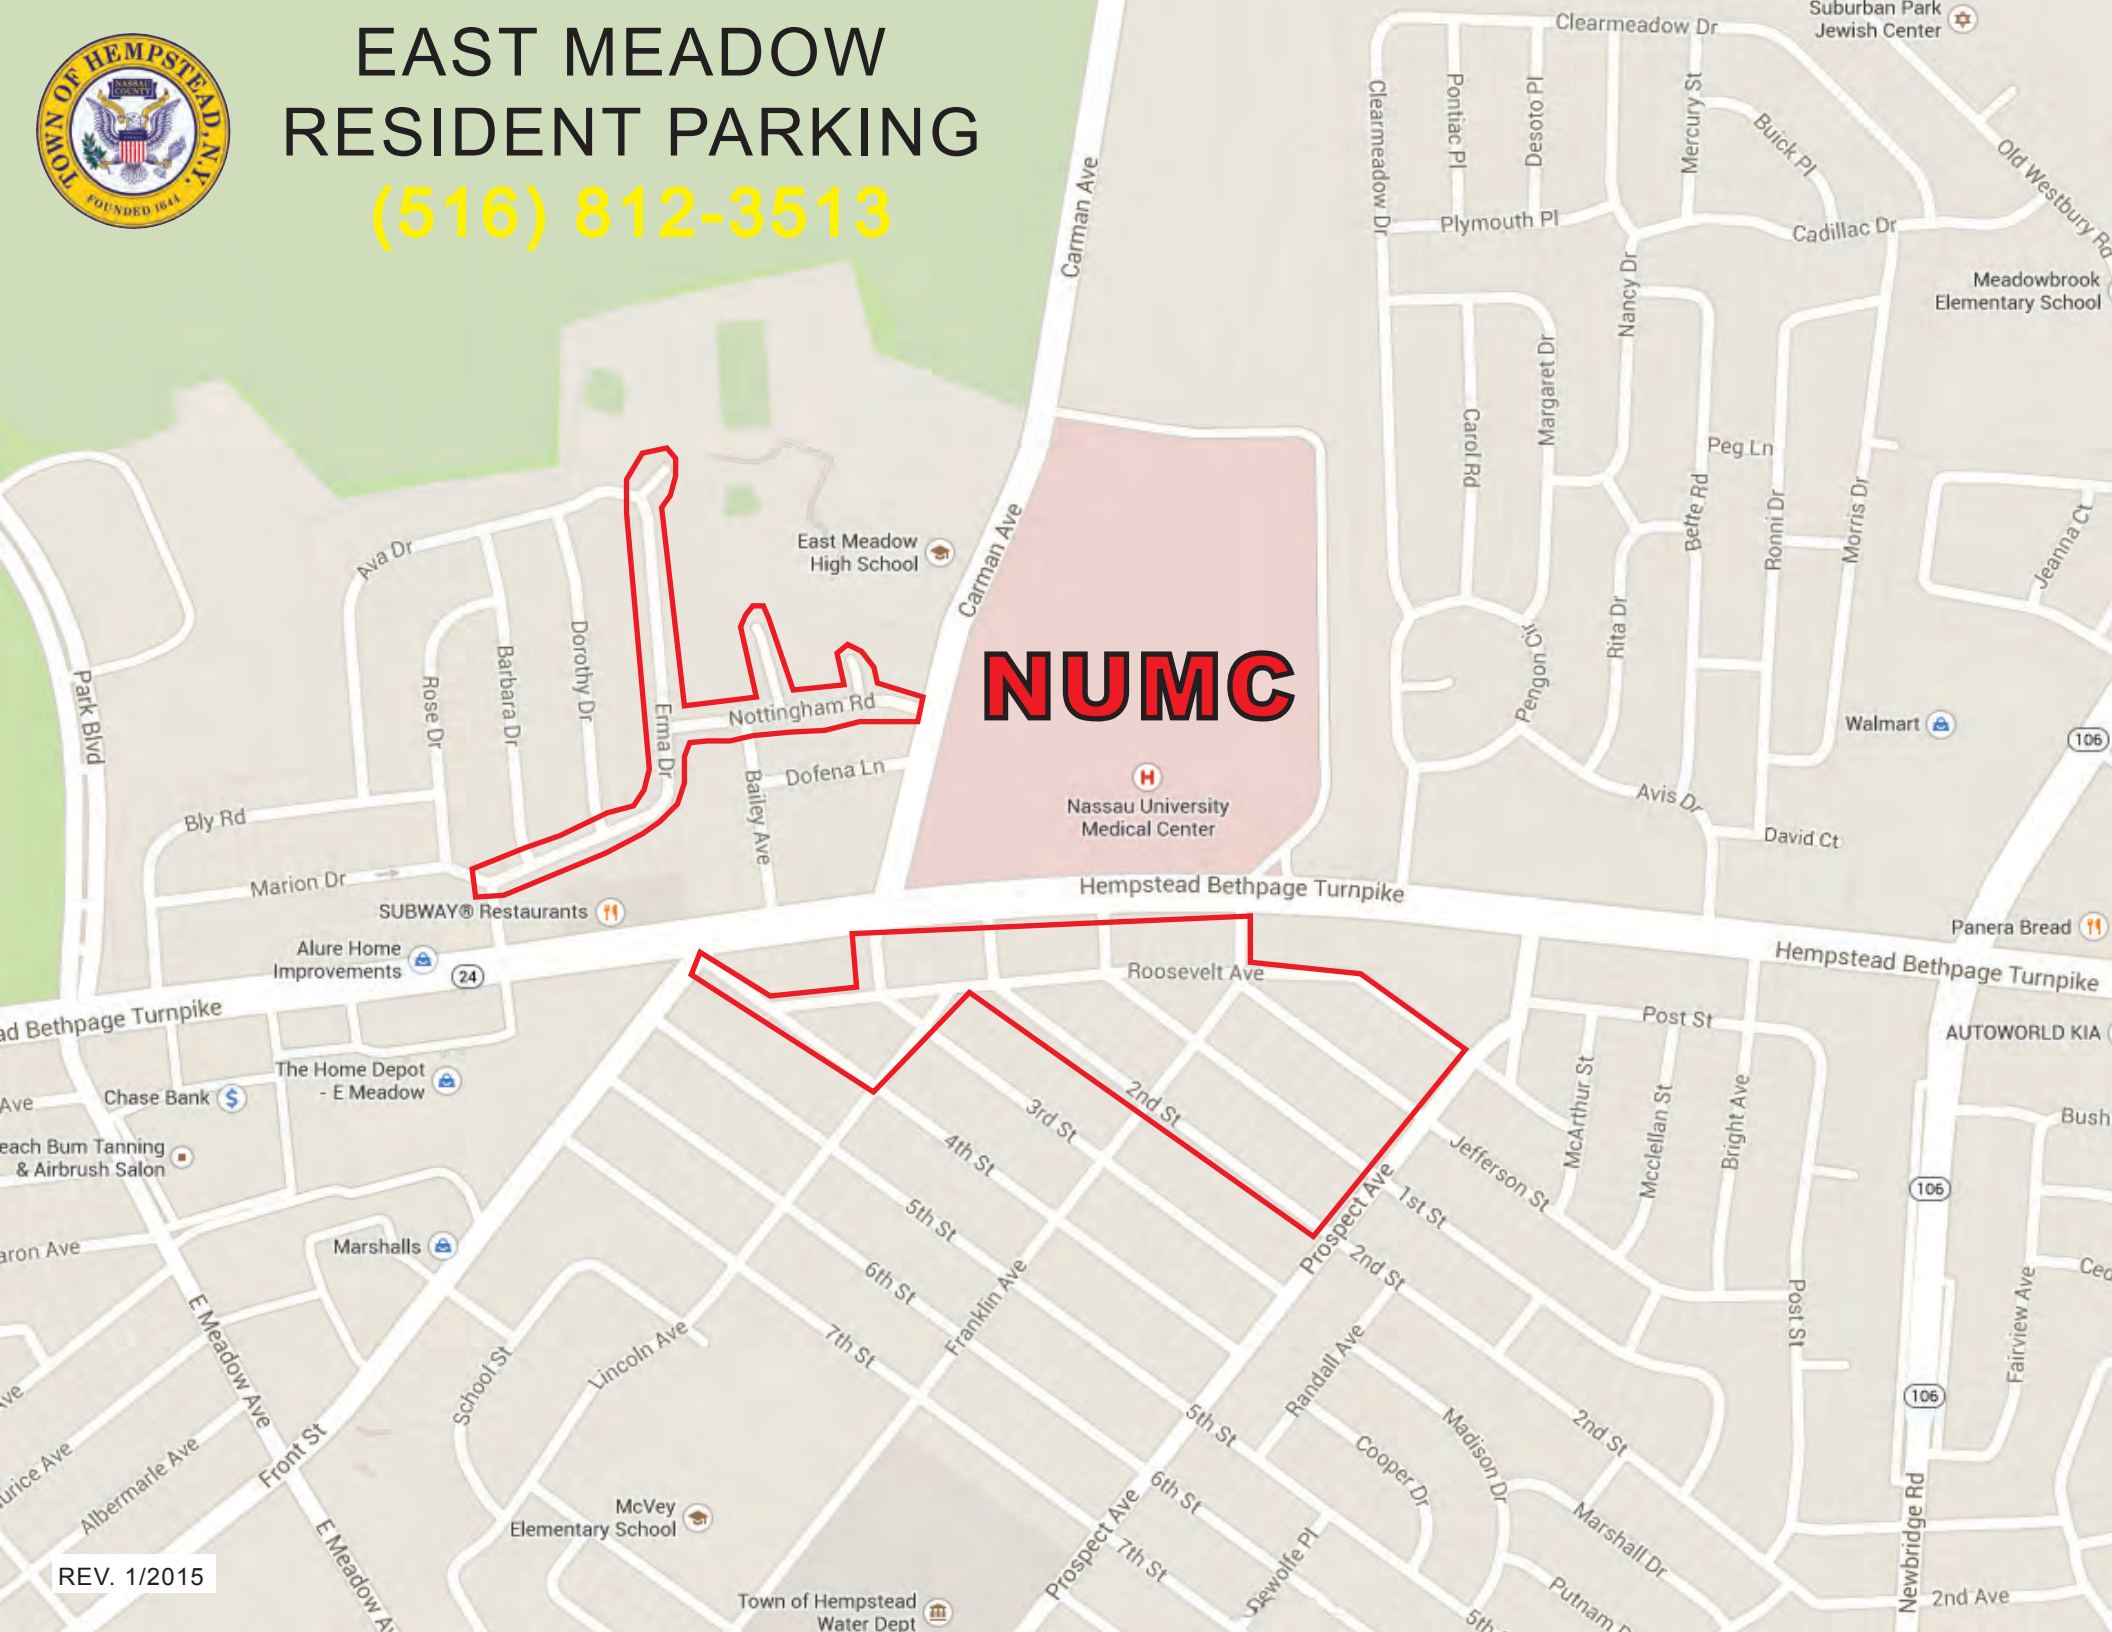 TOWN OF HEMPSTEAD, N.Y.
NASSAU
COUNTY
FOUNDED 1644
EAST MEADOW
RESIDENT PARKING
(516) 812-3513
Suburban Park
Jewish Center
Clearmeadow Dr
Clearmeadow Dr
Pontiac Pl
Desoto Pl
Mercury St
Buick Pl
Old Westbury Rd
Plymouth Pl
Cadillac Dr
Carman Ave
Nancy Dr
Meadowbrook
Elementary School
Margaret Dr
Carol Rd
Peg Ln
Bette Rd
Ronni Dr
Morris Dr
Jeanna Ct
Ava Dr
East Meadow
High School
Carman Ave
Rose Dr
Barbara Dr
Dorothy Dr
Erma Dr
Nottingham Rd
NUMC
Pengon Cir
Rita Dr
Park Blvd
Walmart
106
Dofena Ln
Bailey Ave
Nassau University
Medical Center
H
Avis Dr
David Ct
Bly Rd
Marion Dr
Hempstead Bethpage Turnpike
SUBWAY® Restaurants
Panera Bread
Alure Home
Improvements
24
Roosevelt Ave
Hempstead Bethpage Turnpike
ad Bethpage Turnpike
Post St
AUTOWORLD KIA
The Home Depot
- E Meadow
Chase Bank
$
Ave
2nd St
3rd St
4th St
McArthur St
Mcclellan St
Bright Ave
Bush
each Bum Tanning
& Airbrush Salon
Jefferson St
1st St
Prospect Ave
106
5th St
2nd St
aron Ave
Marshalls
6th St
Franklin Ave
Post St
Fairview Ave
Ced
E Meadow Ave
Lincoln Ave
7th St
School St
Randall Ave
106
ve
5th St
2nd St
Madison Dr
Cooper Dr
urice Ave
Albermarle Ave
Front St
McVey
Elementary School
Prospect Ave
6th St
7th St
Dewolfe Pl
Marshall Dr
Newbridge Rd
E Meadow Av
REV. 1/2015
Town of Hempstead
Water Dept
5th
Putnam D
2nd Ave